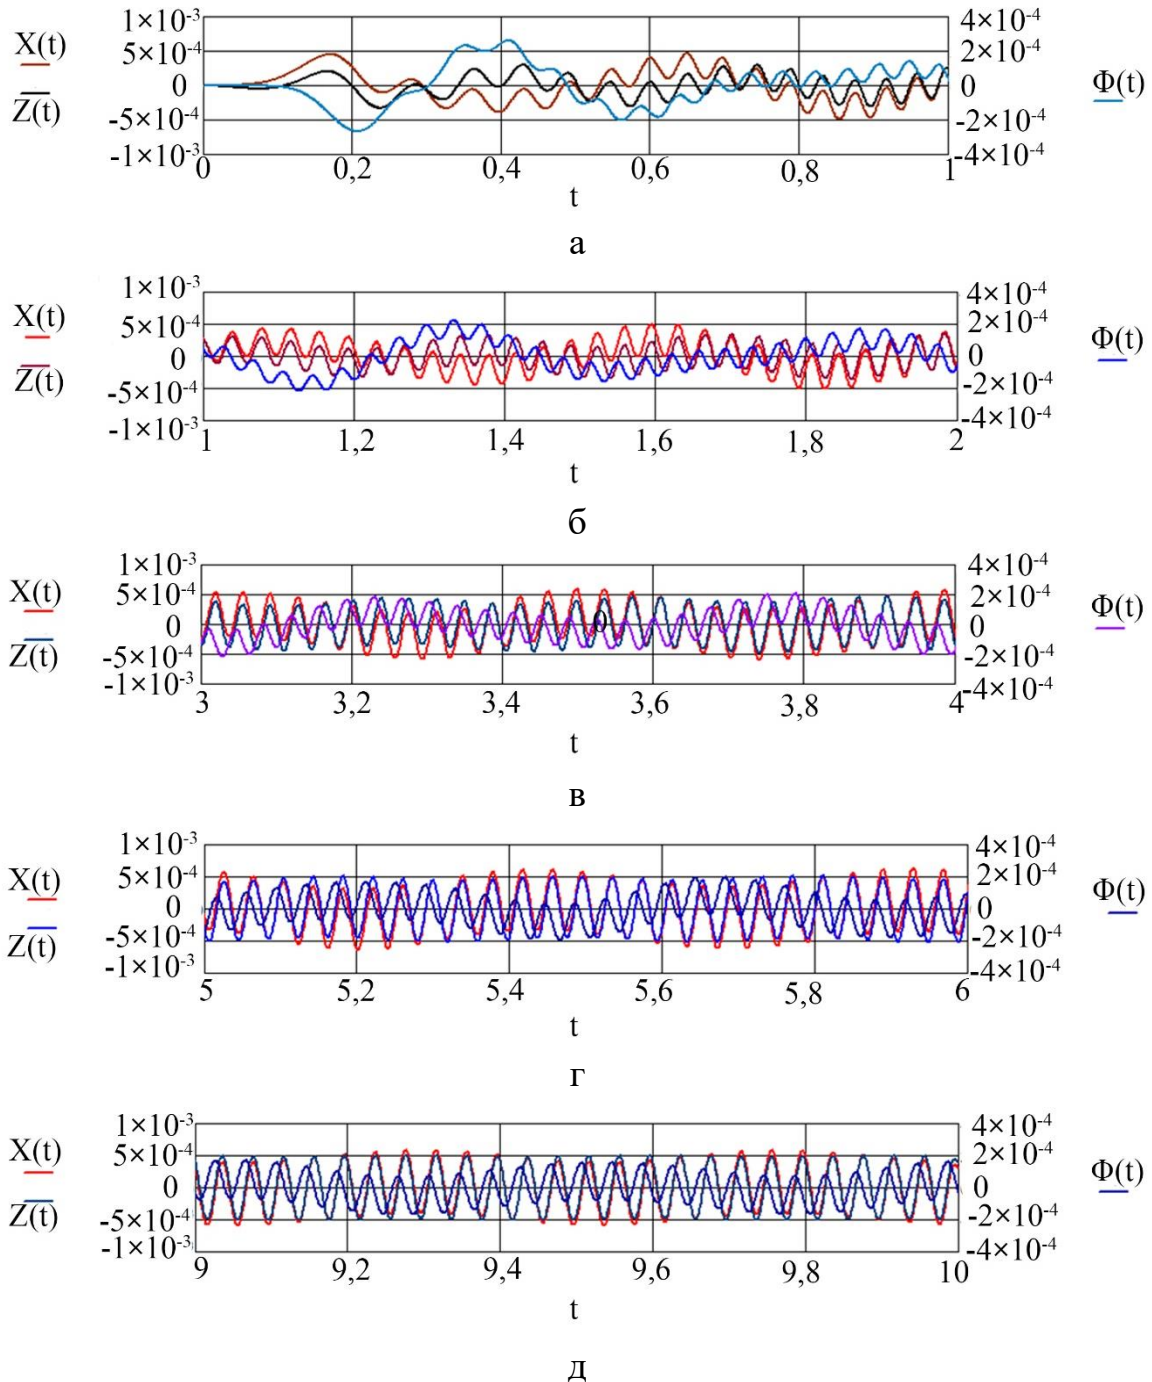 1×10⁻³ 4×10⁻⁴
X(t) 5×10⁻⁴ 2×10⁻⁴
0 0 Φ(t)
Z(t) -5×10⁻⁴ -2×10⁻⁴
-1×10⁻³ -4×10⁻⁴
0 0,2 0,4 0,6 0,8 1
t
а
1×10⁻³ 4×10⁻⁴
X(t) 5×10⁻⁴ 2×10⁻⁴
0 0 Φ(t)
Z(t) -5×10⁻⁴ -2×10⁻⁴
-1×10⁻³ -4×10⁻⁴
1 1,2 1,4 1,6 1,8 2
t
б
1×10⁻³ 4×10⁻⁴
X(t) 5×10⁻⁴ 2×10⁻⁴
0 0 0 Φ(t)
Z(t) -5×10⁻⁴ -2×10⁻⁴
-1×10⁻³ -4×10⁻⁴
3 3,2 3,4 3,6 3,8 4
t
в
1×10⁻³ 4×10⁻⁴
X(t) 5×10⁻⁴ 2×10⁻⁴
0 0 Φ(t)
Z(t) -5×10⁻⁴ -2×10⁻⁴
-1×10⁻³ -4×10⁻⁴
5 5,2 5,4 5,6 5,8 6
t
г
1×10⁻³ 4×10⁻⁴
X(t) 5×10⁻⁴ 2×10⁻⁴
0 0 Φ(t)
Z(t) -5×10⁻⁴ -2×10⁻⁴
-1×10⁻³ -4×10⁻⁴
9 9,2 9,4 9,6 9,8 10
t
д